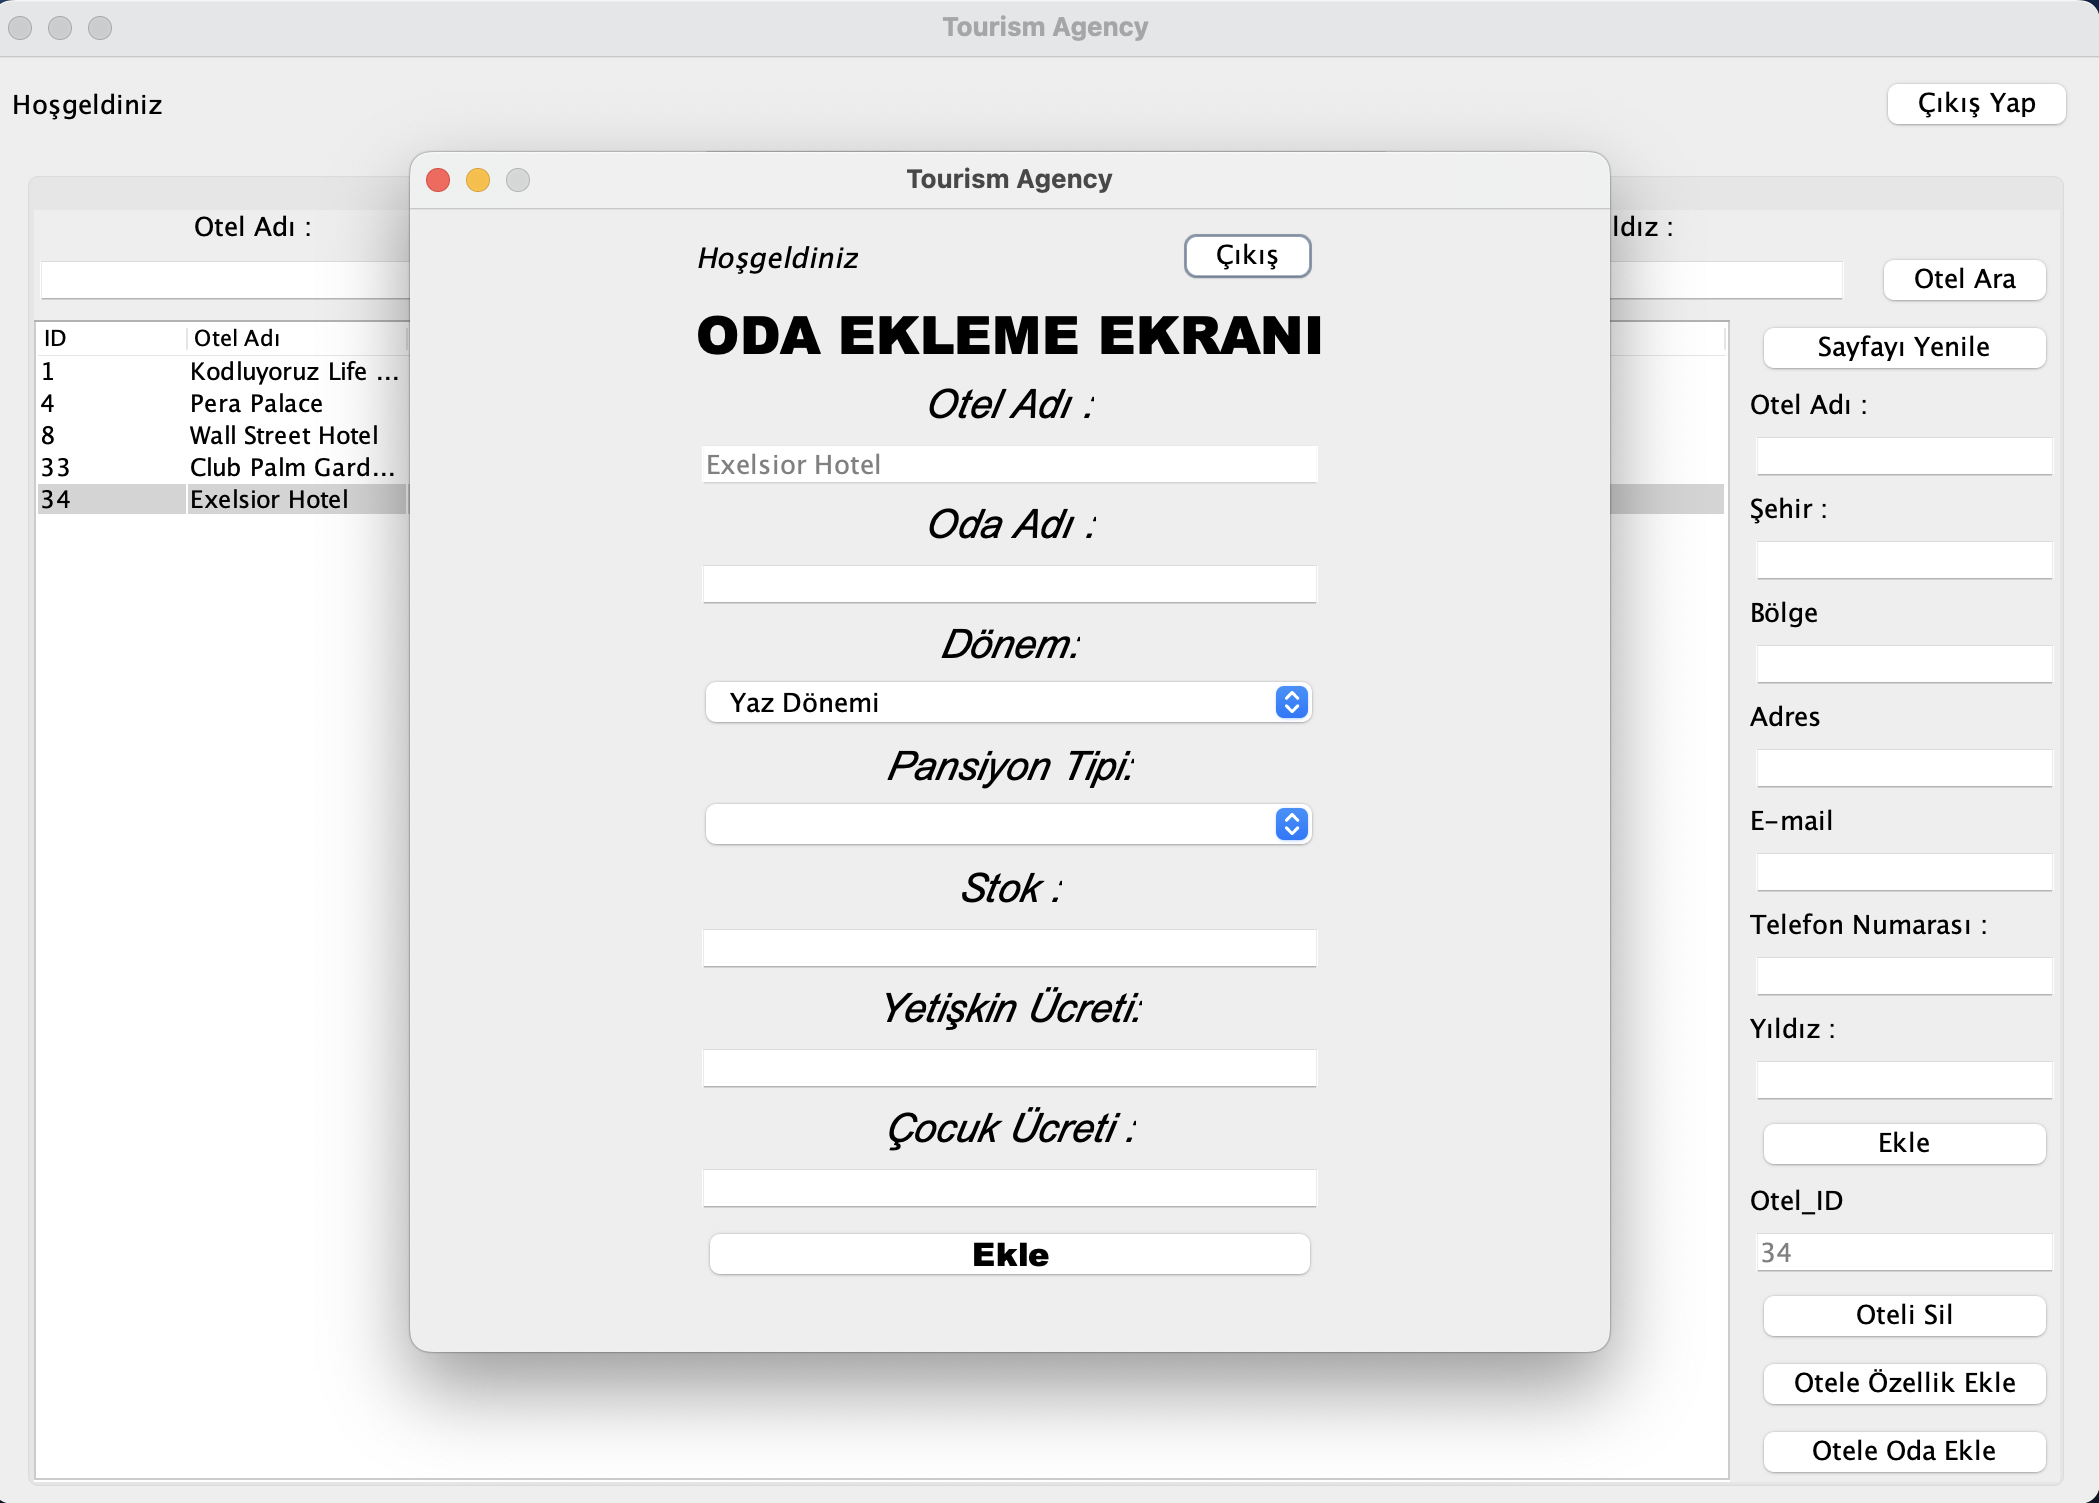 Tourism Agency
Hoşgeldiniz
Çıkış Yap
Otel Adı :
ldız :
Otel Ara
ID
Otel Adı
1
Kodluyoruz Life ...
4
Pera Palace
8
Wall Street Hotel
33
Club Palm Gard...
34
Exelsior Hotel
Tourism Agency
Hoşgeldiniz
Çıkış
ODA EKLEME EKRANI
Otel Adı :
Exelsior Hotel
Oda Adı :
Dönem:
Yaz Dönemi
Pansiyon Tipi:
Stok :
Yetişkin Ücreti:
Çocuk Ücreti :
Ekle
Sayfayı Yenile
Otel Adı :
Şehir :
Bölge
Adres
E-mail
Telefon Numarası :
Yıldız :
Ekle
Otel_ID
34
Oteli Sil
Otele Özellik Ekle
Otele Oda Ekle